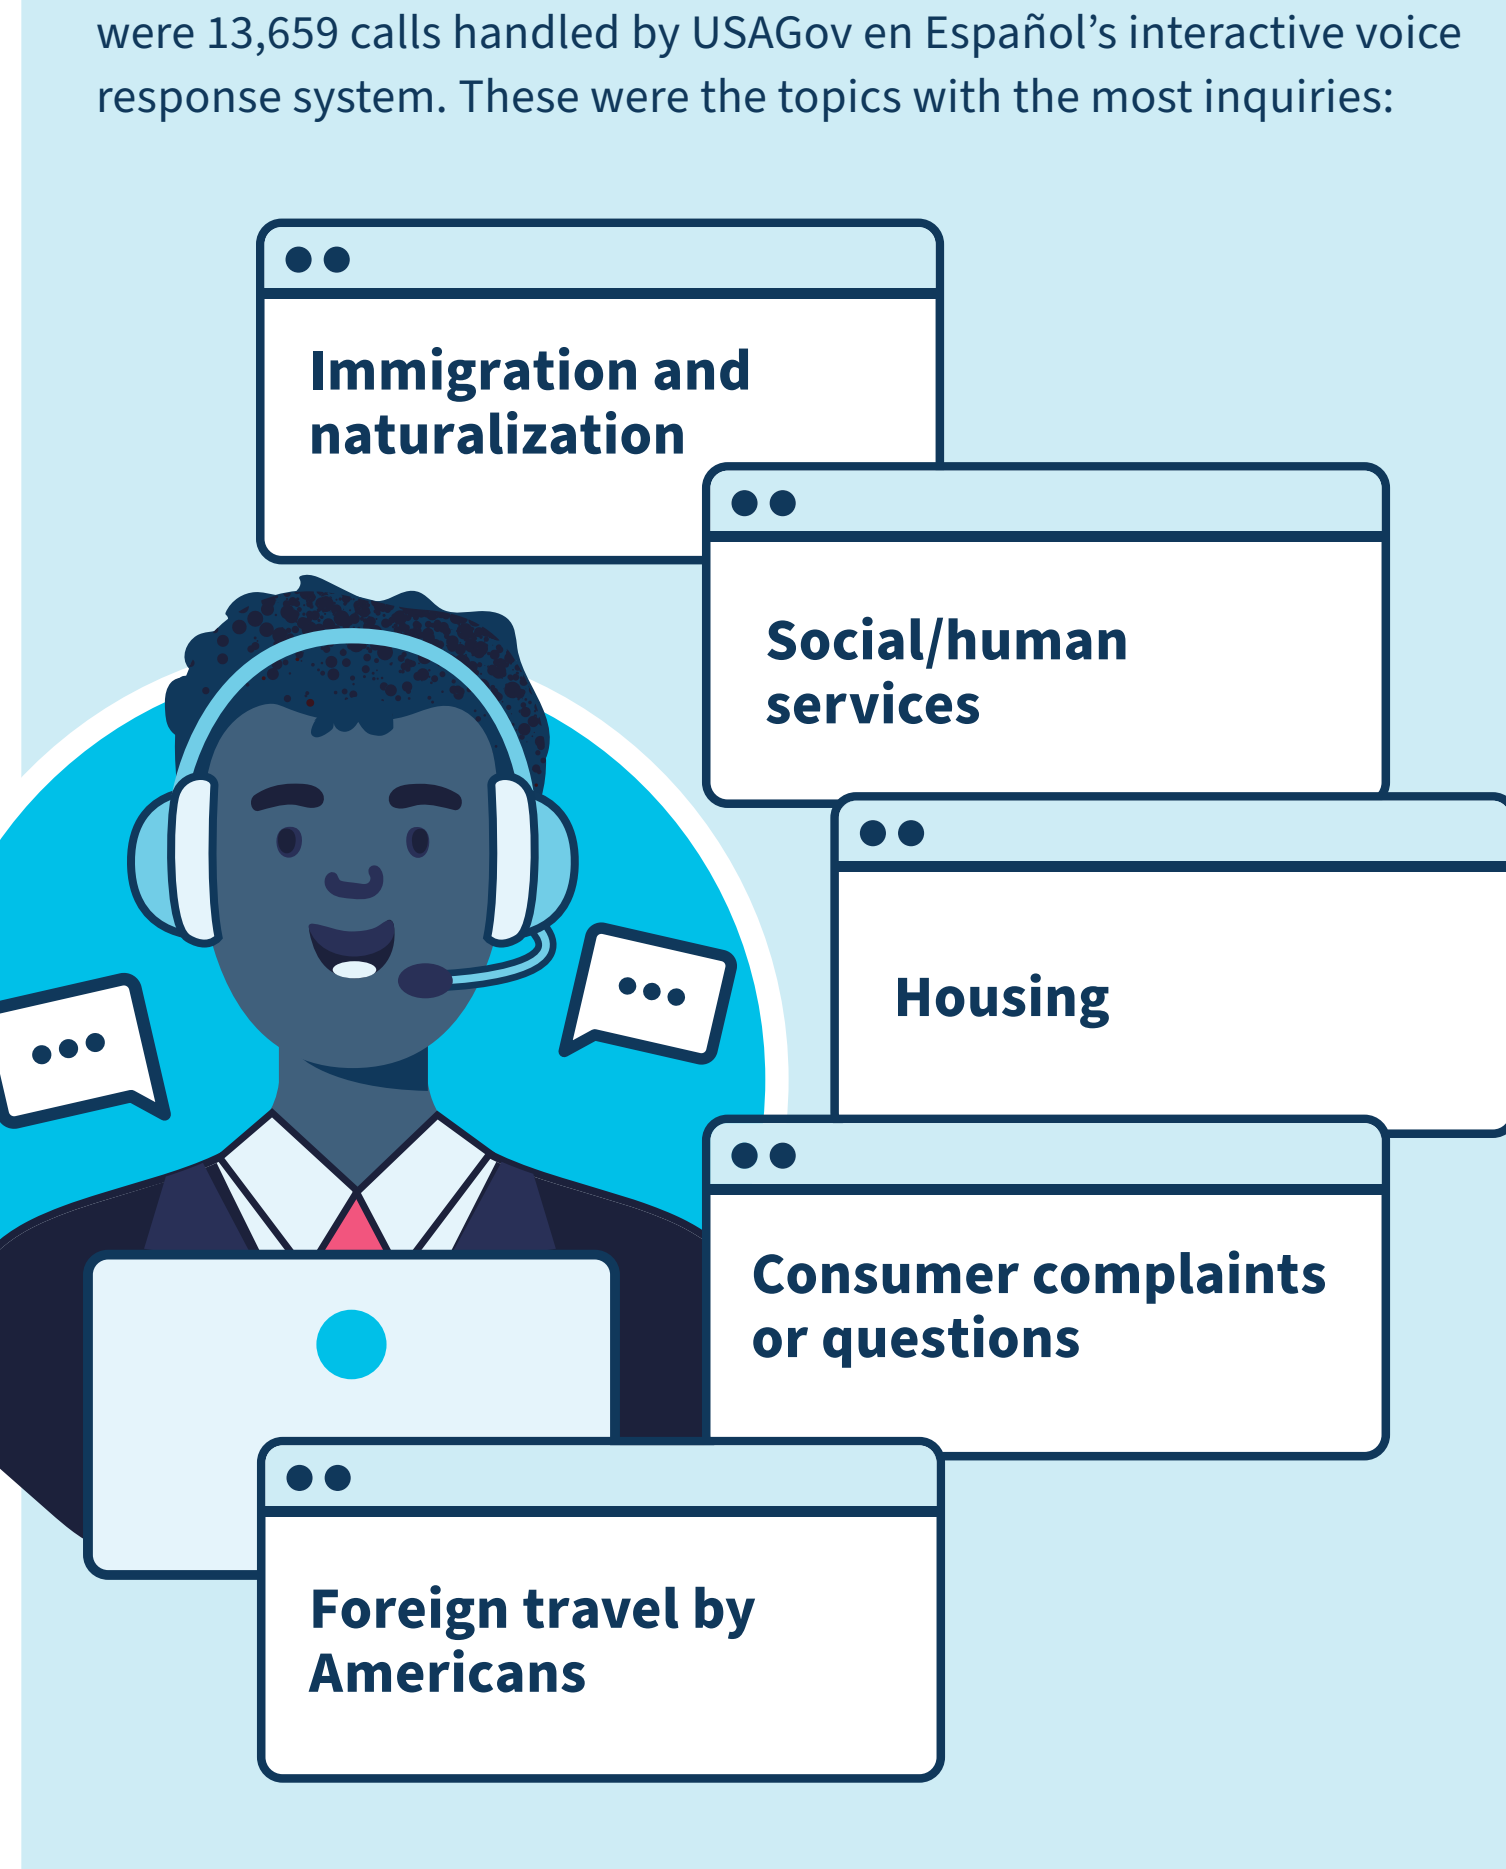 were 13,659 calls handled by USAGov en Español’s interactive voice
response system. These were the topics with the most inquiries:
Immigration and
naturalization
Social/human
services
Housing
Consumer complaints
or questions
Foreign travel by
Americans